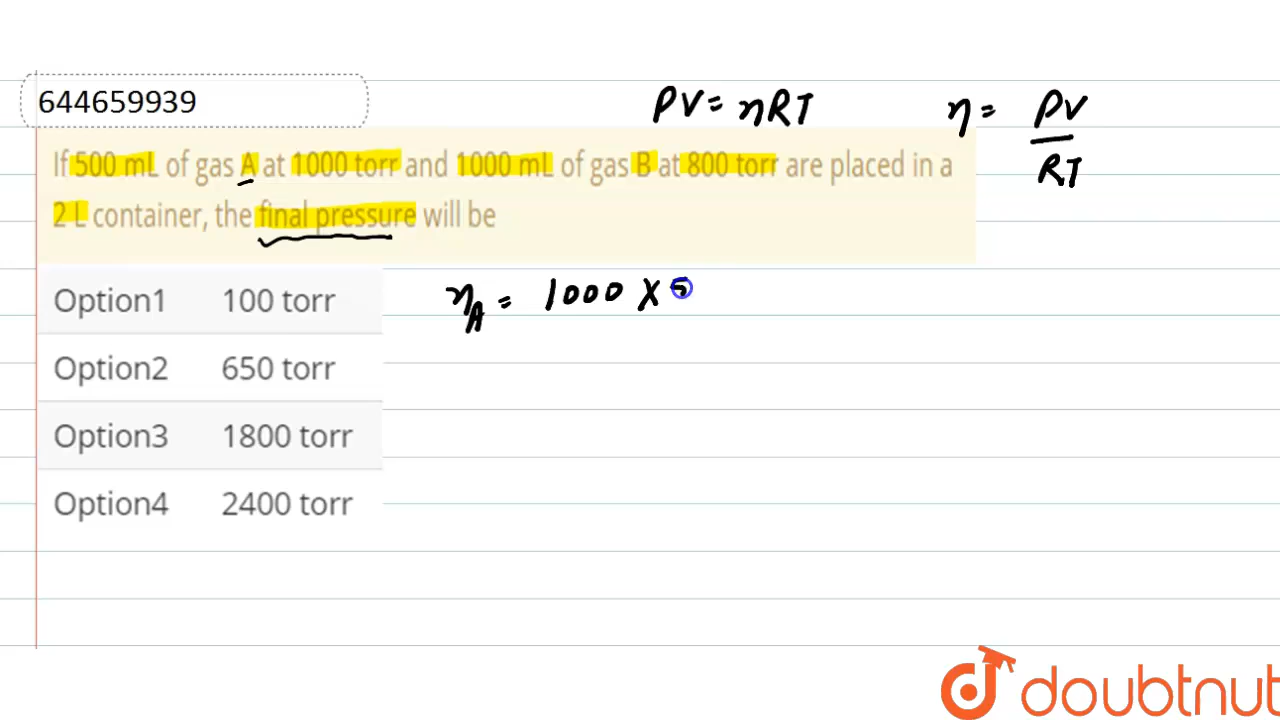 644659939
PV = nRT
n = PV
RT
If 500 mL of gas A at 1000 torr and 1000 mL of gas B at 800 torr are placed in a
2 L container, the final pressure will be
nA = 1000 X 5
Option1 100 torr
Option2 650 torr
Option3 1800 torr
Option4 2400 torr
doubtnut